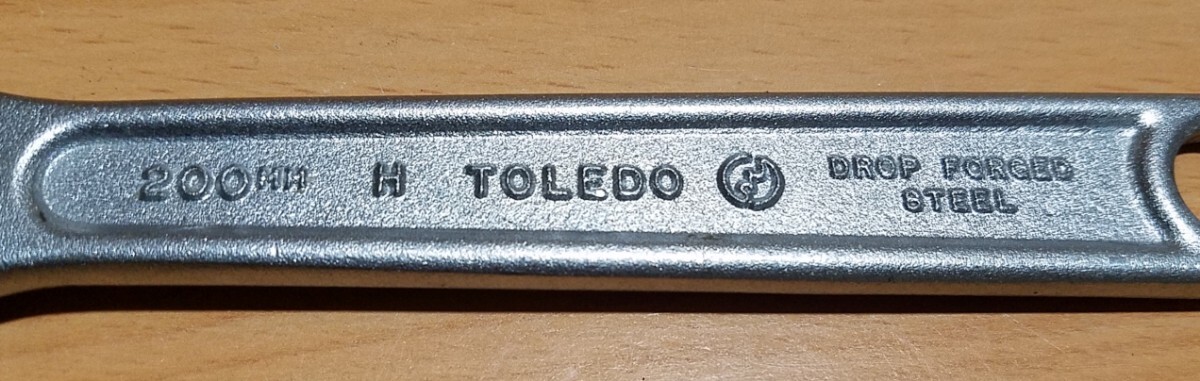 200MM H TOLEDO DROP FORGED
STEEL